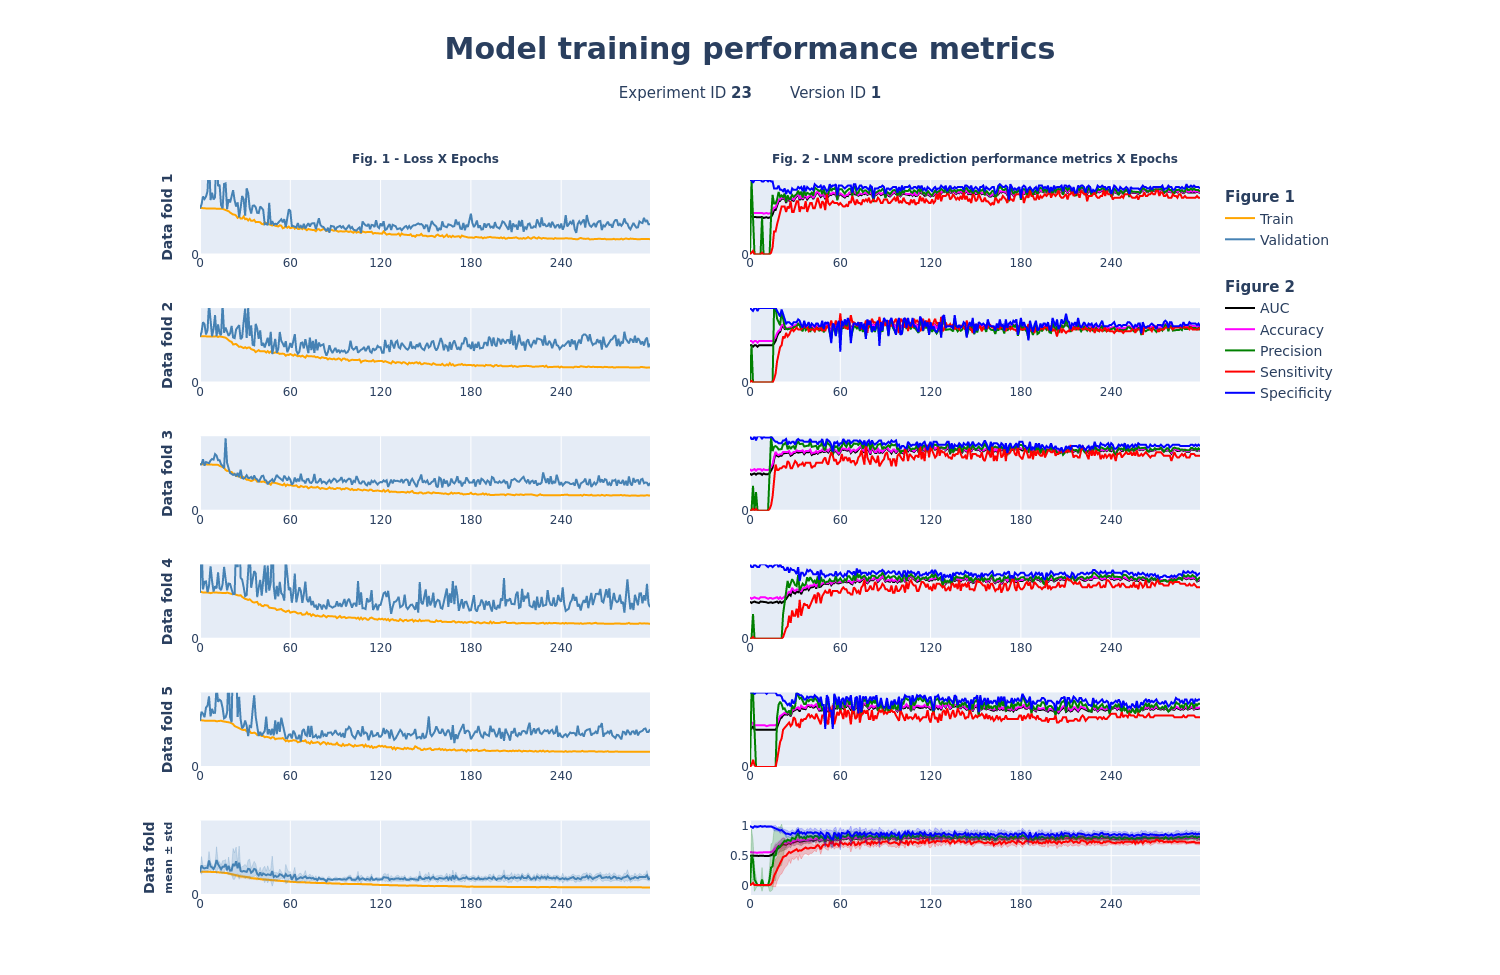 Model training performance metrics
Experiment ID 23 Version ID 1
Fig. 1 - Loss X Epochs
Fig. 2 - LNM score prediction performance metrics X Epochs
Data fold 1
0
0 60 120 180 240
0
0 60 120 180 240
Data fold 2
0
0 60 120 180 240
0
0 60 120 180 240
Data fold 3
0
0 60 120 180 240
0
0 60 120 180 240
Data fold 4
0
0 60 120 180 240
0
0 60 120 180 240
Data fold 5
0
0 60 120 180 240
0
0 60 120 180 240
Data fold
mean ± std
0
0 60 120 180 240
1
0.5
0
0 60 120 180 240
Figure 1
Train
Validation
Figure 2
AUC
Accuracy
Precision
Sensitivity
Specificity